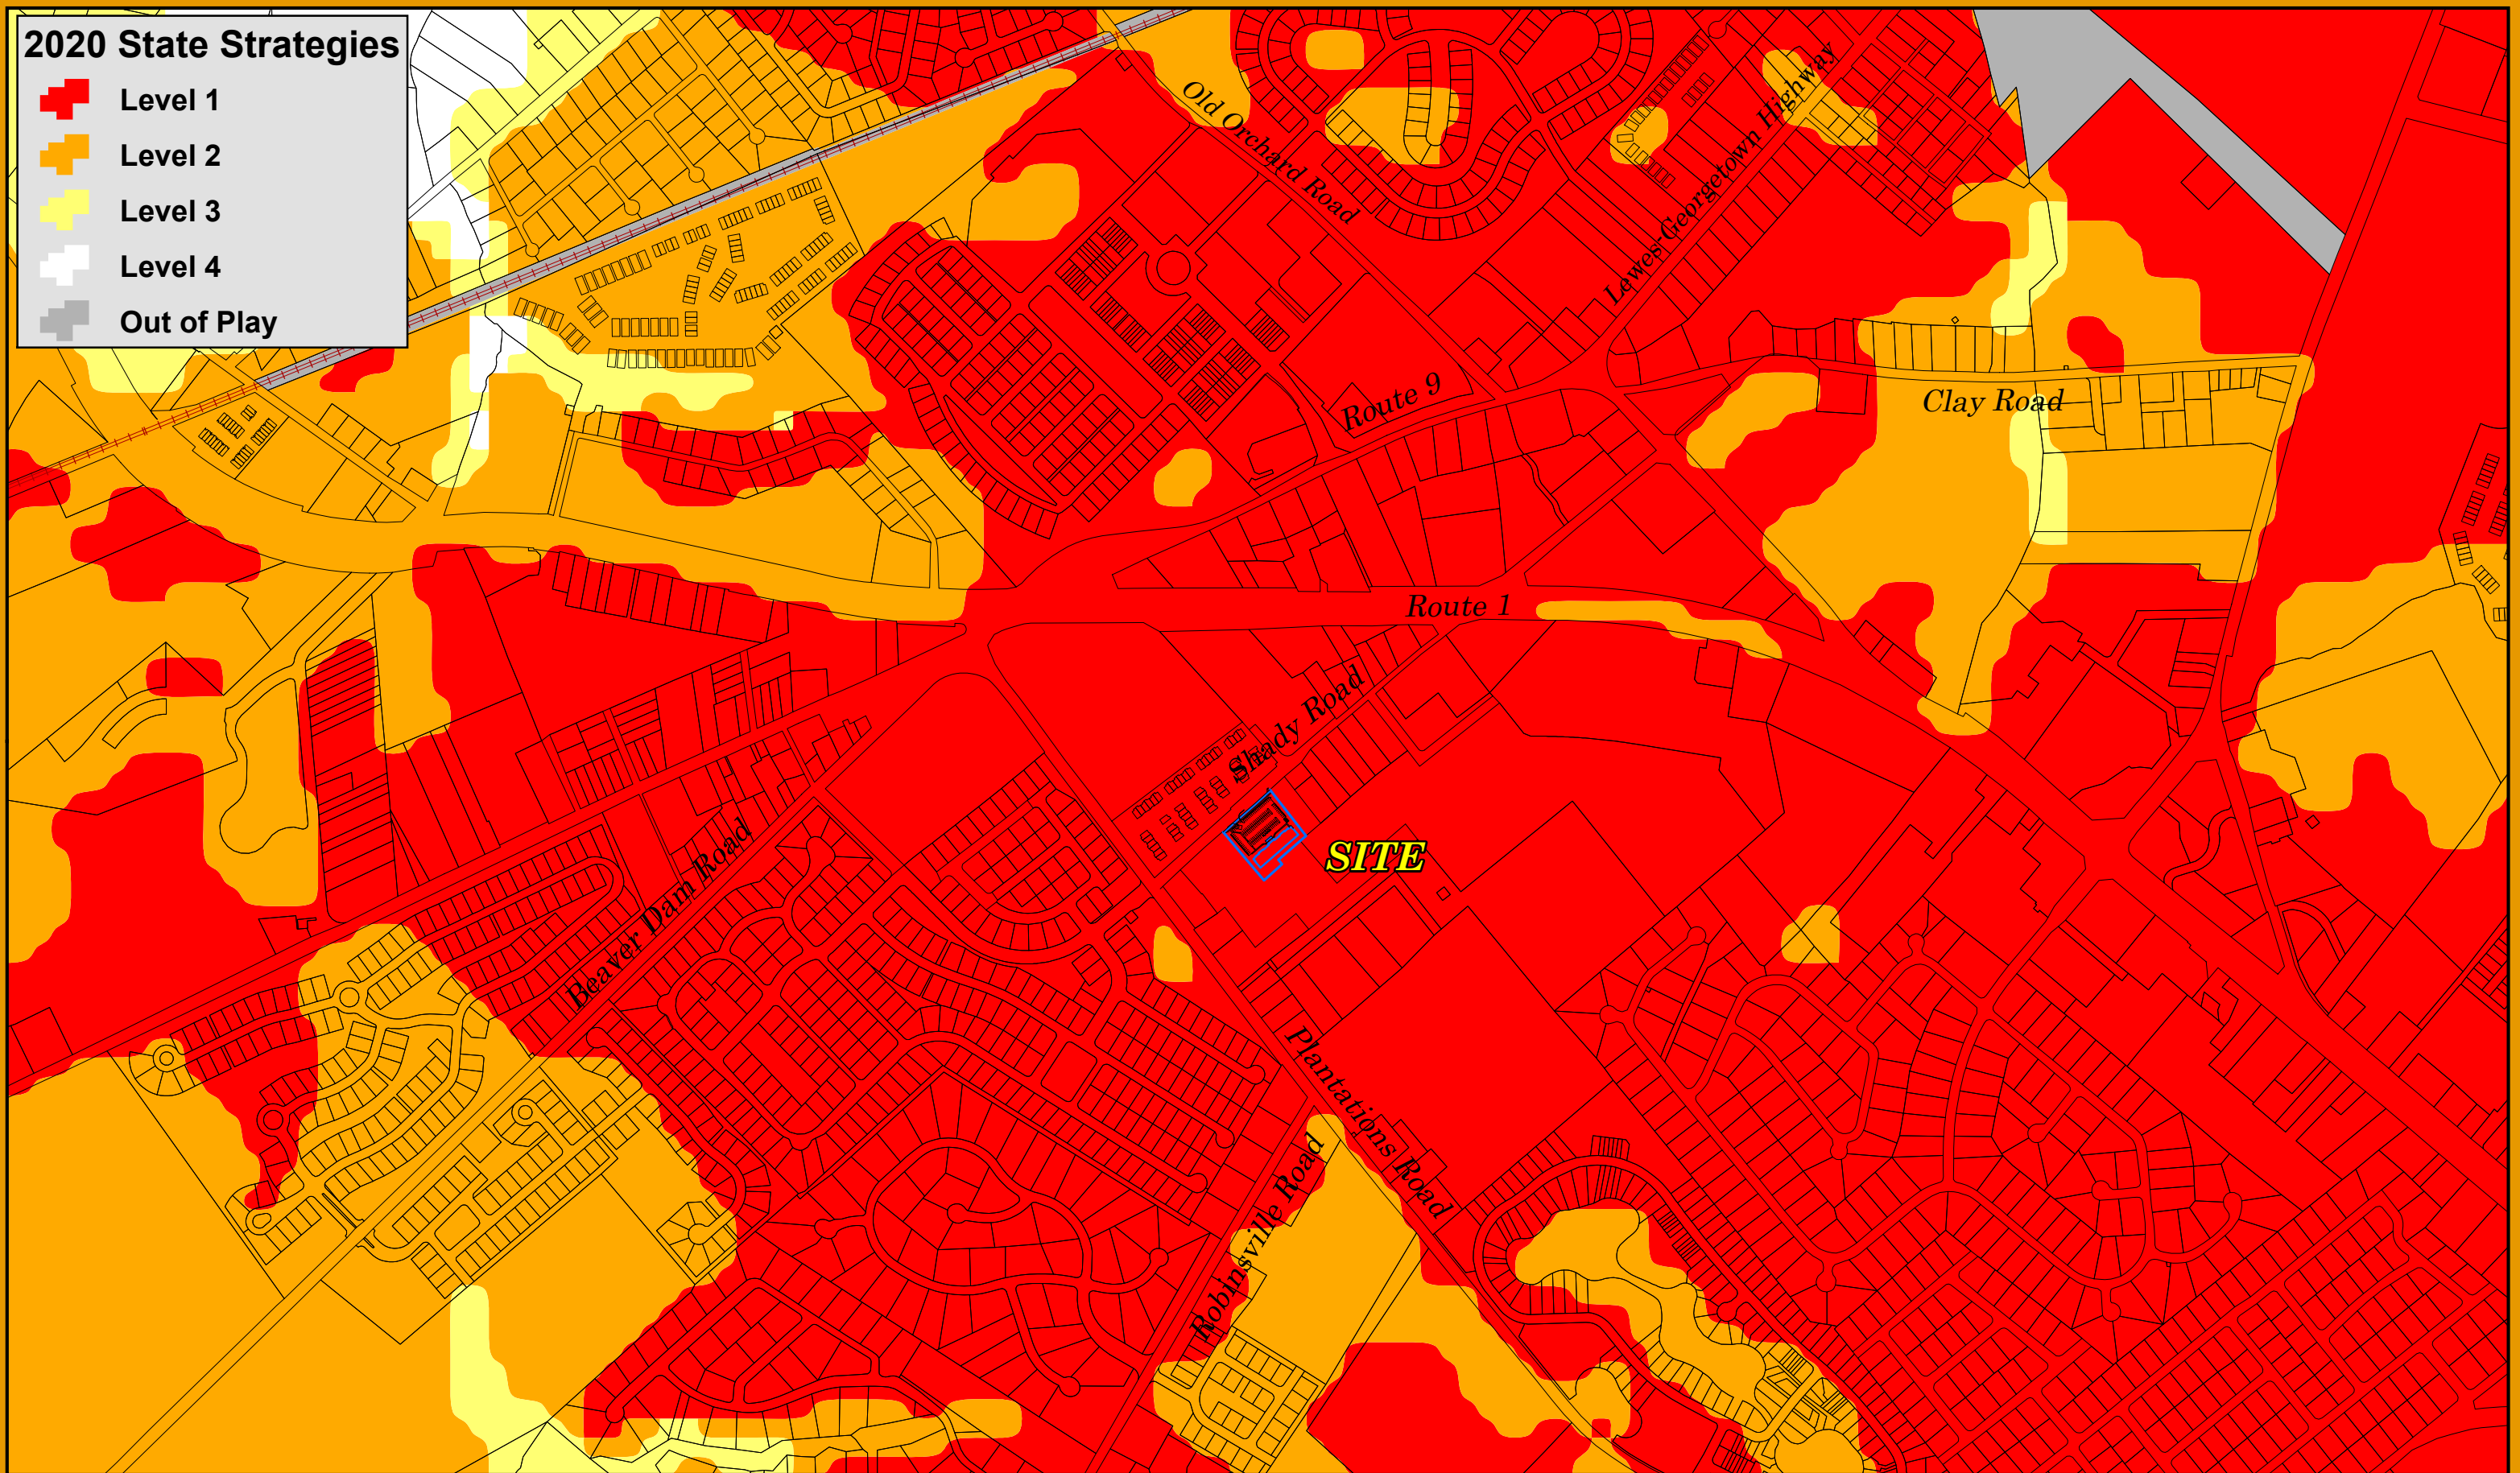 2020 State Strategies
Level 1
Level 2
Level 3
Level 4
Out of Play
Old Orchard Road
Lewes-Georgetown Highway
Route 9
Clay Road
Route 1
Shady Road
SITE
Beaver Dam Road
Plantations Road
Robinsville Road